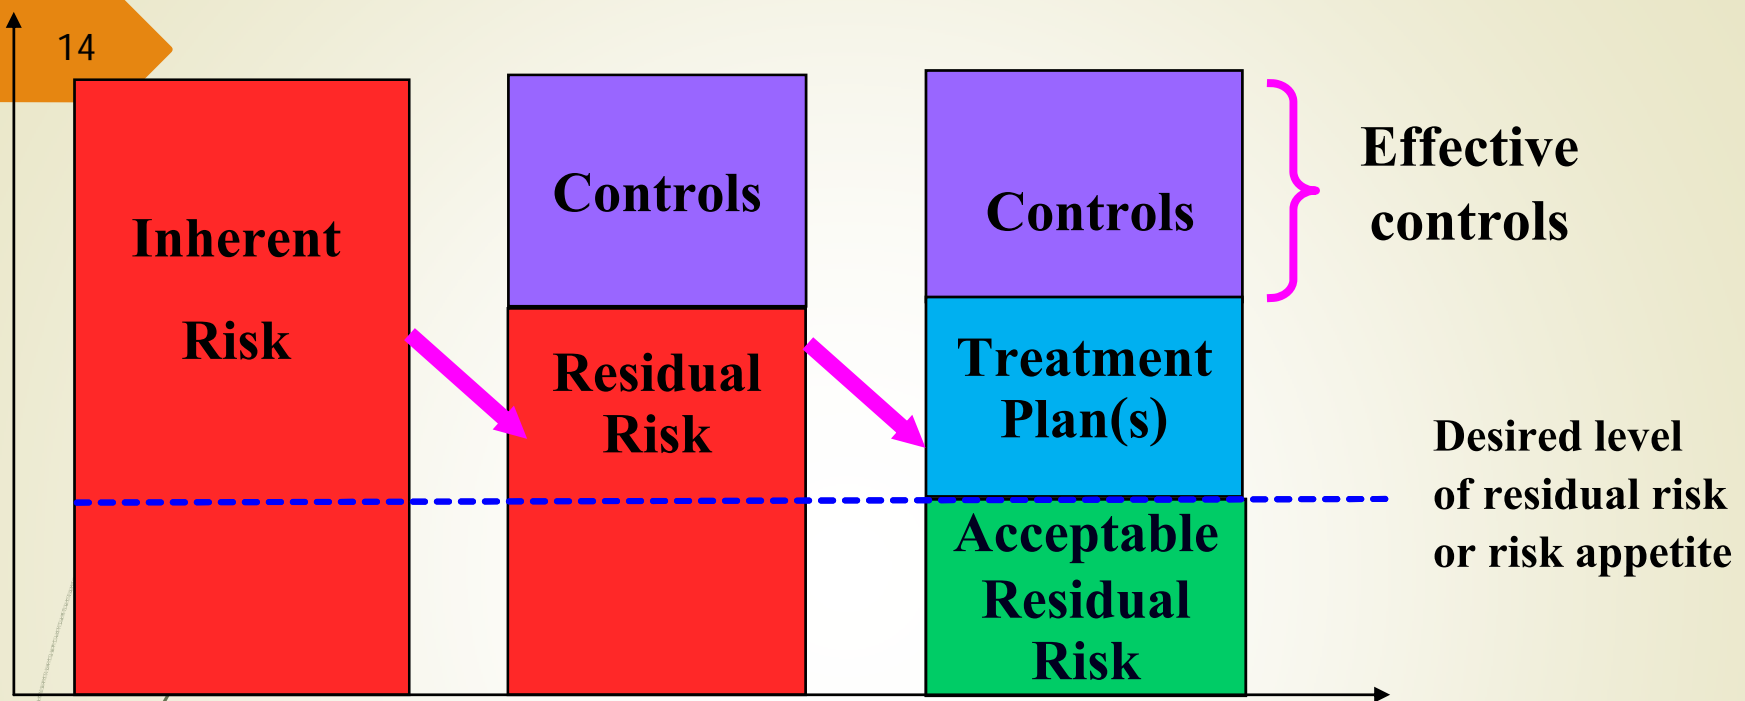 14
Inherent
Risk
Controls
Residual
Risk
Controls
Treatment
Plan(s)
Acceptable
Residual
Risk
Effective
controls
Desired level
of residual risk
or risk appetite